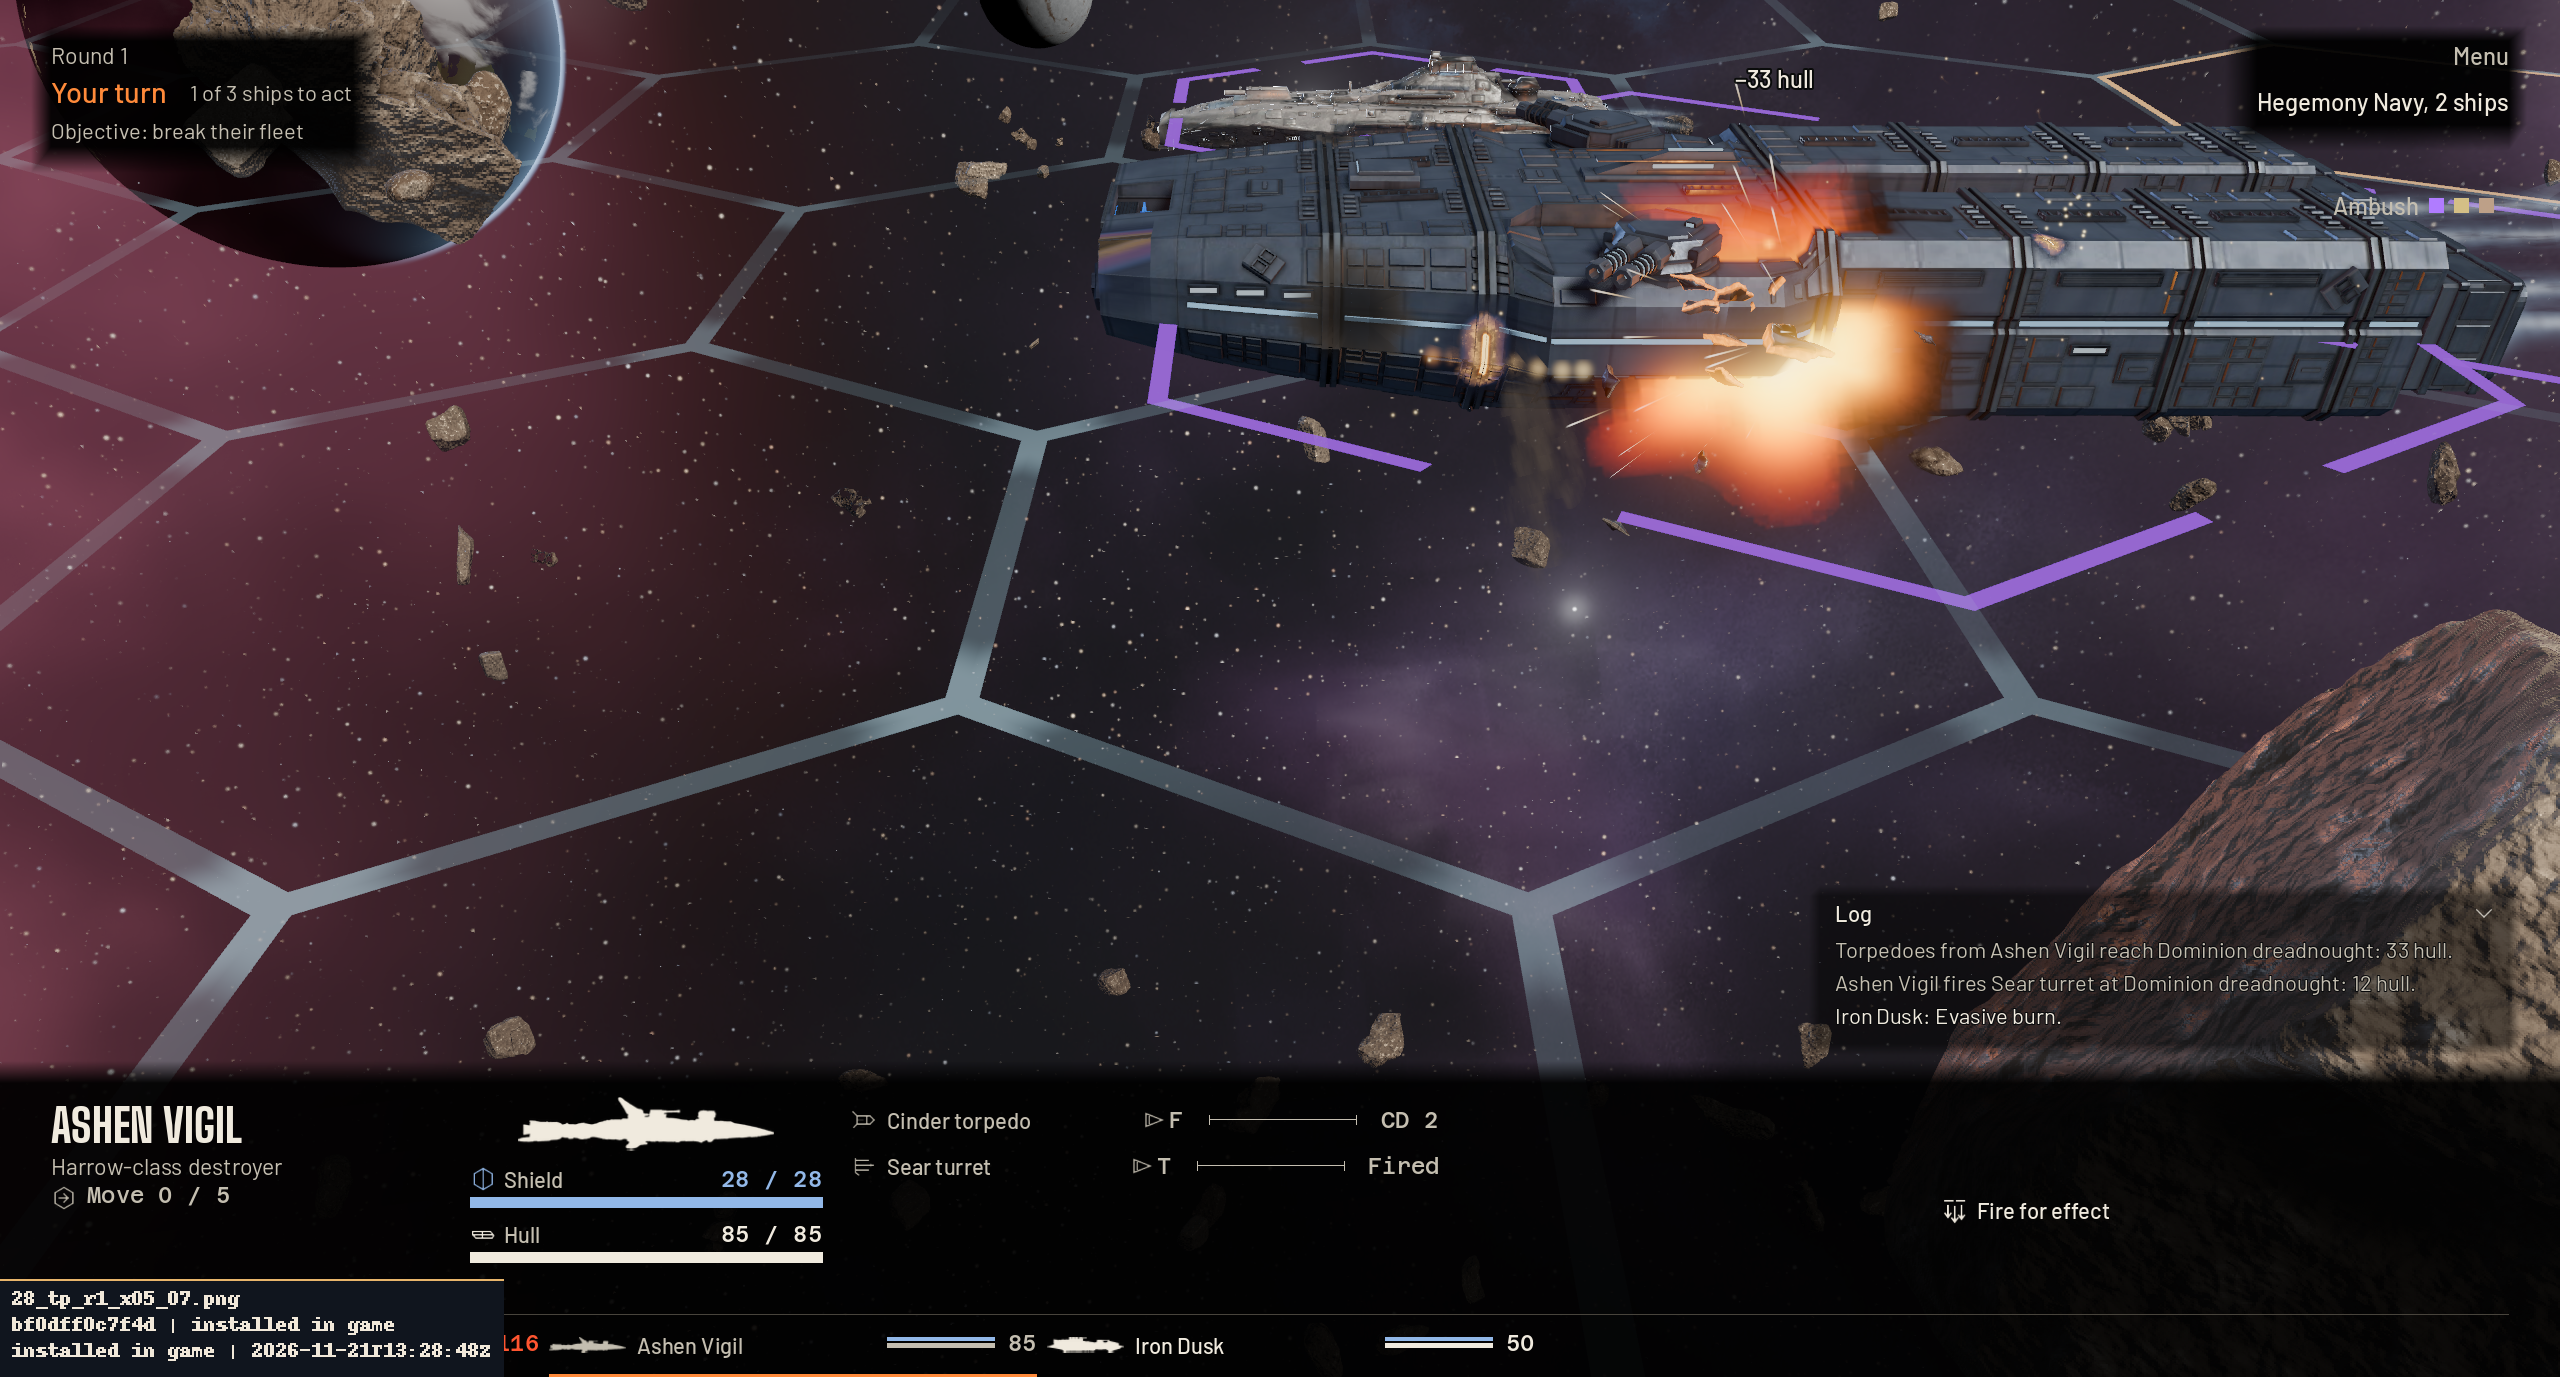 Round 1
Your turn 1 of 3 ships to act
Objective: break their fleet
Menu
Hegemony Navy, 2 ships
−33 hull
Ambush
Log
Torpedoes from Ashen Vigil reach Dominion dreadnought: 33 hull.
Ashen Vigil fires Sear turret at Dominion dreadnought: 12 hull.
Iron Dusk: Evasive burn.
ASHEN VIGIL
Harrow-class destroyer
Move 0 / 5
Shield 28 / 28
Hull 85 / 85
Cinder torpedo F CD 2
Sear turret T Fired
Fire for effect
28_tp_r1_x05_07.png
bf0dff0c7f4d | installed in game
installed in game | 2026-11-21r13:28:48z
116 Ashen Vigil 85 Iron Dusk 50